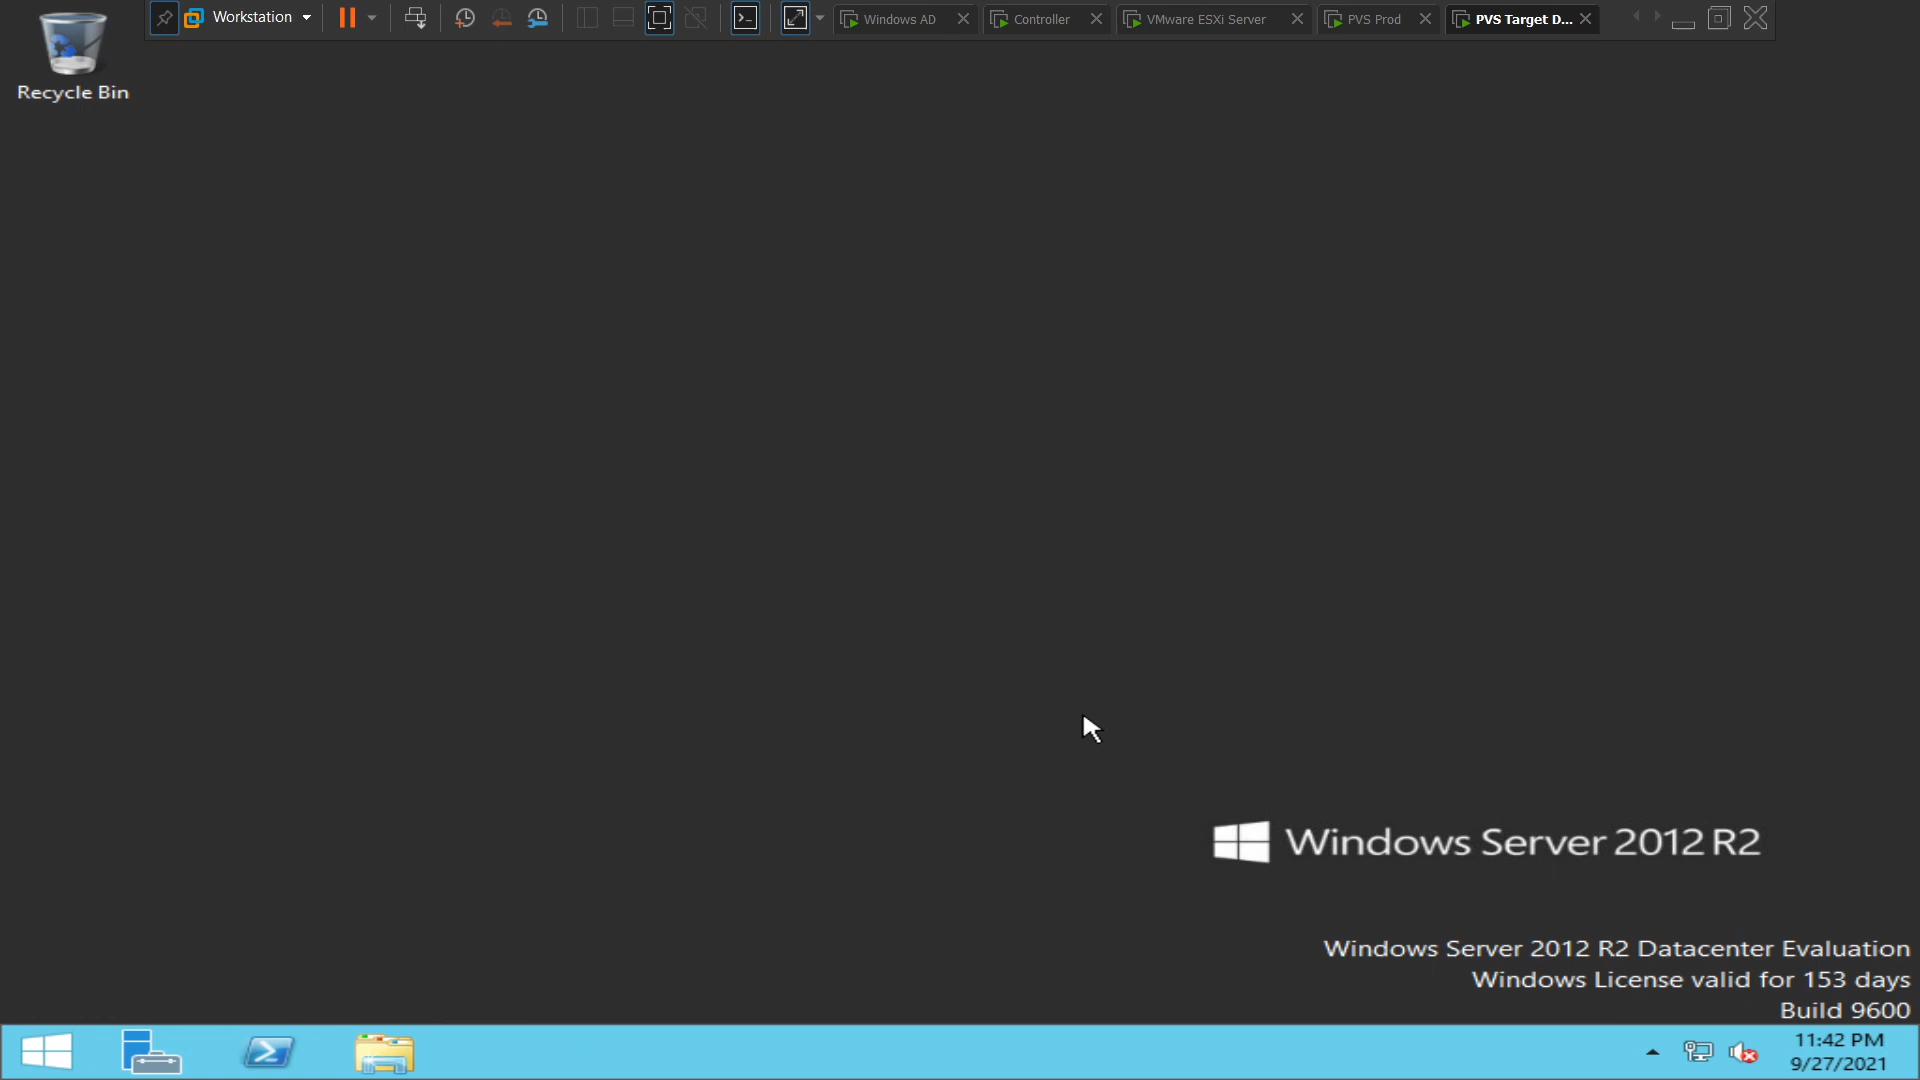 Workstation
Windows AD
Controller
VMware ESXi Server
PVS Prod
PVS Target D...
Recycle Bin
Windows Server 2012 R2
Windows Server 2012 R2 Datacenter Evaluation
Windows License valid for 153 days
Build 9600
11:42 PM
9/27/2021